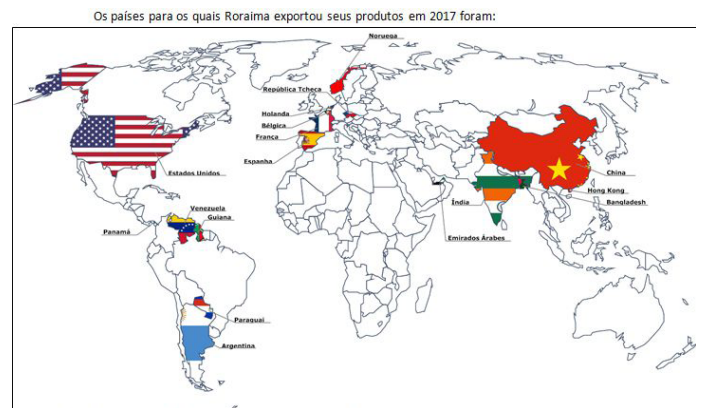 Os países para os quais Roraima exportou seus produtos em 2017 foram:
Noruega
República Tcheca
Holanda
Bélgica
França
Espanha
Estados Unidos
China
Hong Kong
Bangladesh
Índia
Emirados Árabes
Venezuela
Guiana
Panamá
Paraguai
Argentina